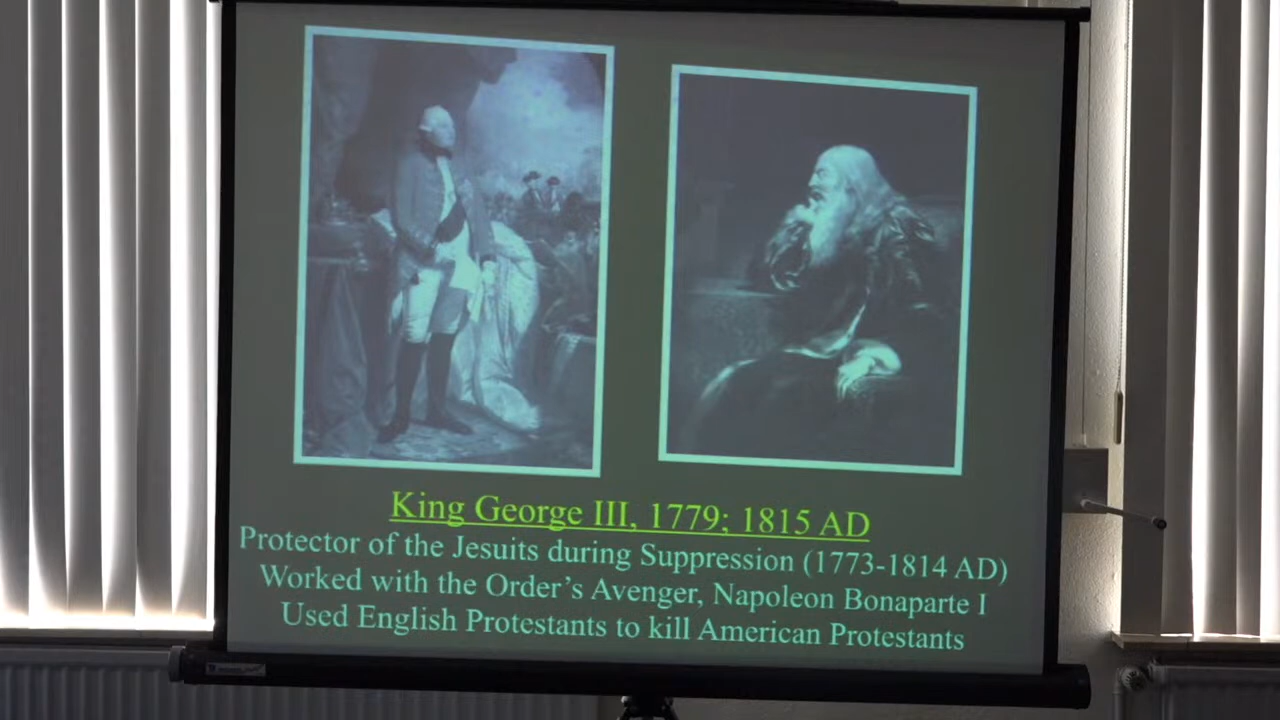 King George III, 1779; 1815 AD
Protector of the Jesuits during Suppression (1773-1814 AD)
Worked with the Order's Avenger, Napoleon Bonaparte I
Used English Protestants to kill American Protestants